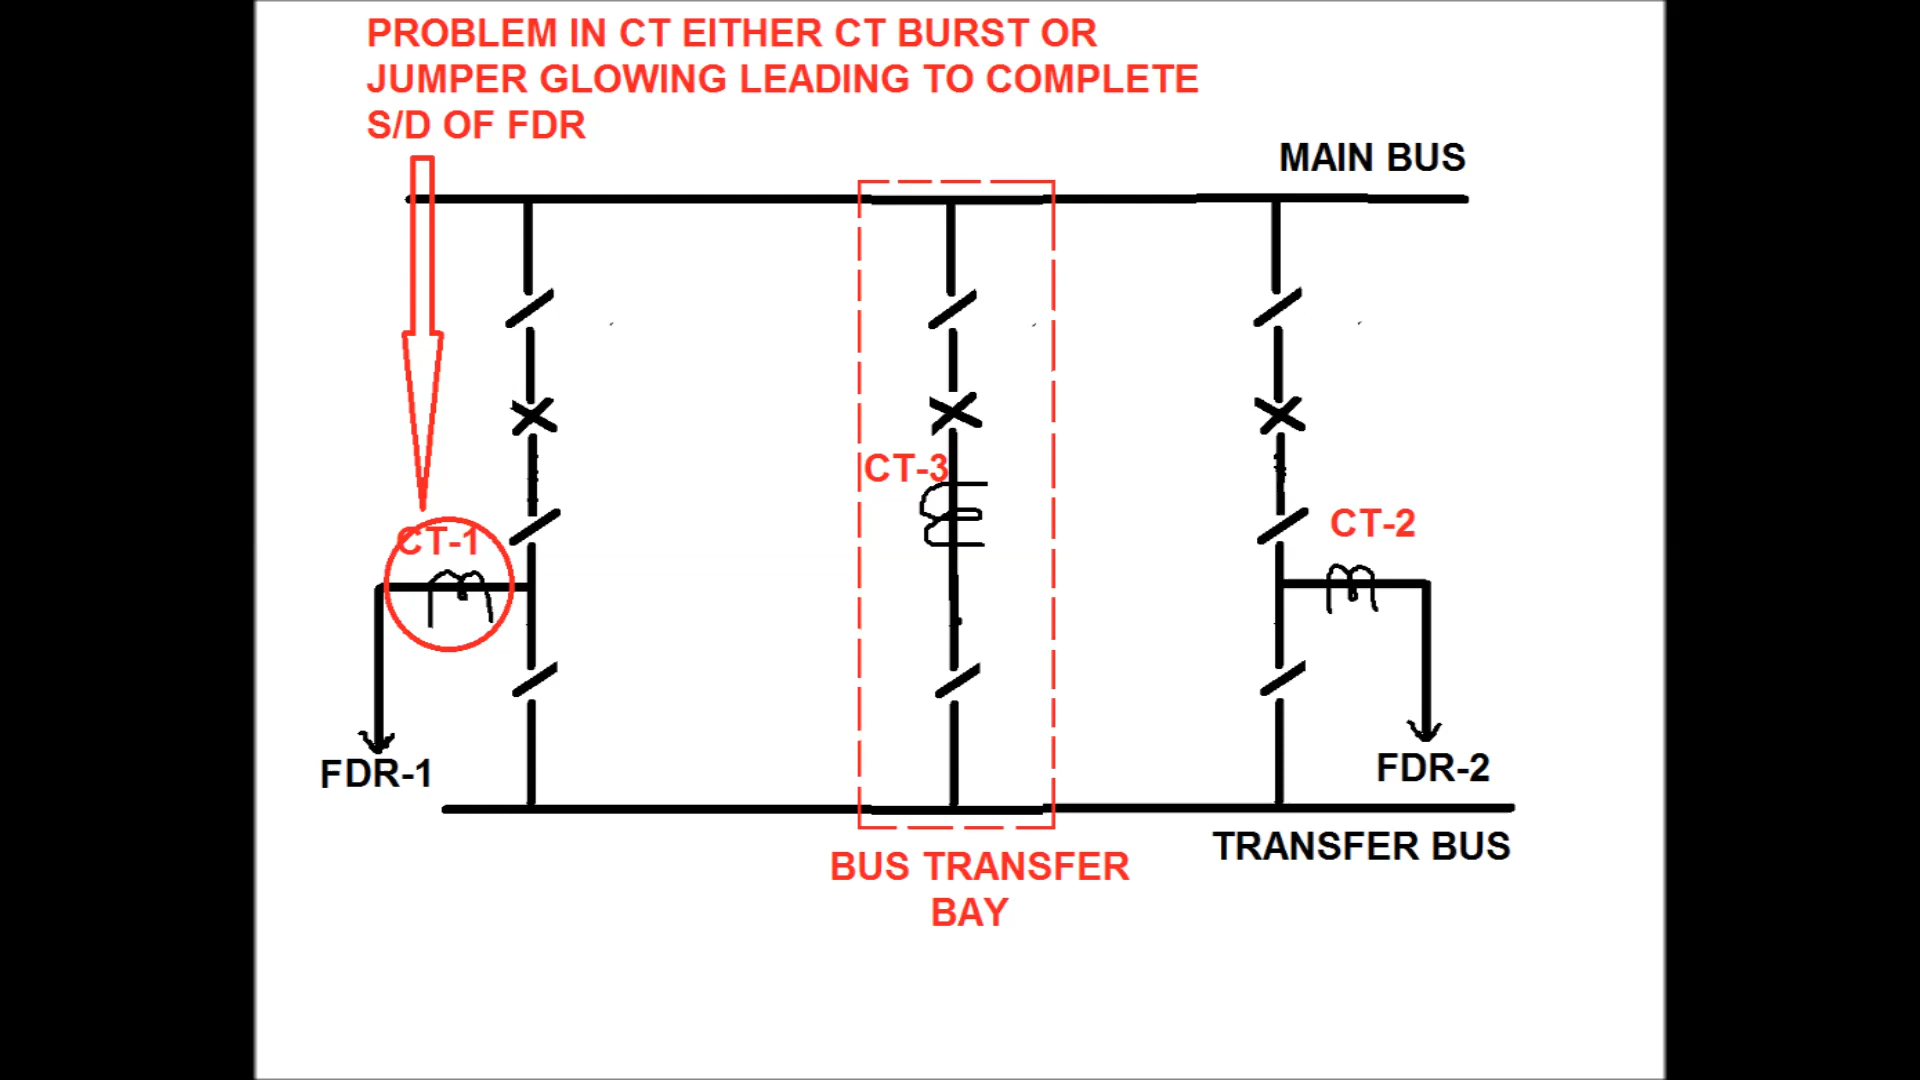 PROBLEM IN CT EITHER CT BURST OR
JUMPER GLOWING LEADING TO COMPLETE
S/D OF FDR
MAIN BUS
CT-3
CT-1
CT-2
FDR-1
FDR-2
TRANSFER BUS
BUS TRANSFER
BAY